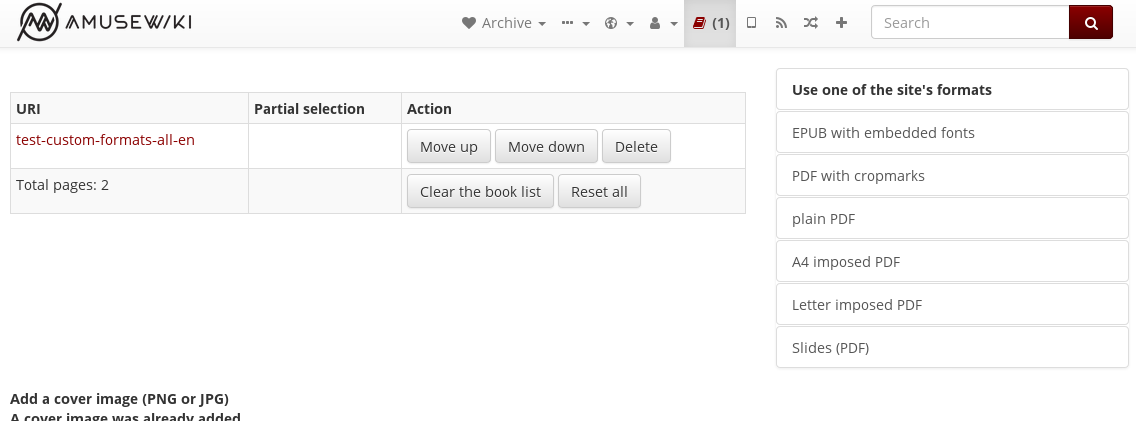 AMUSEWIKI
Archive
(1)
Search
URI Partial selection Action
test-custom-formats-all-en Move up Move down Delete
Total pages: 2 Clear the book list Reset all
Use one of the site's formats
EPUB with embedded fonts
PDF with cropmarks
plain PDF
A4 imposed PDF
Letter imposed PDF
Slides (PDF)
Add a cover image (PNG or JPG)
A cover image was already added